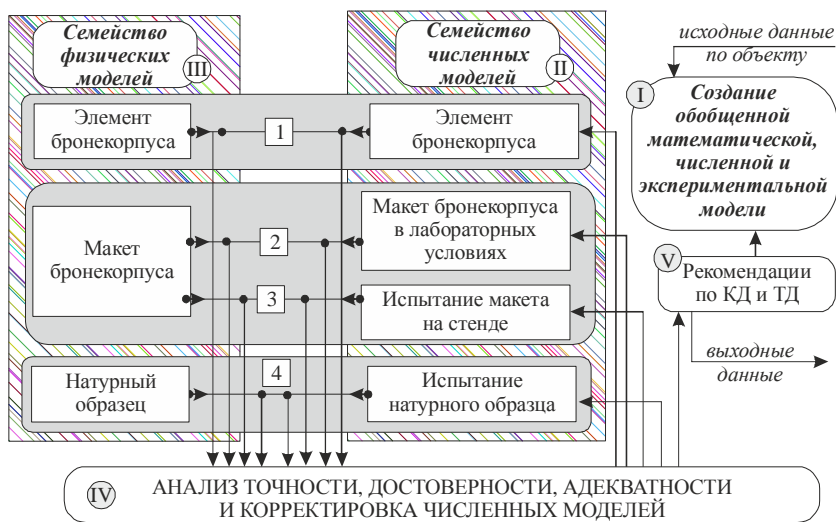 Семейство
физических
моделей
III
Семейство
численных
моделей
II
исходные данные
по объекту
I
Создание
обобщенной
математической,
численной и
экспериментальной
модели
Элемент
бронекорпуса
1
Элемент
бронекорпуса
Макет
бронекорпуса
2
Макет бронекорпуса
в лабораторных
условиях
3
Испытание макета
на стенде
V
Рекомендации
по КД и ТД
выходные
данные
Натурный
образец
4
Испытание
натурного образца
IV
АНАЛИЗ ТОЧНОСТИ, ДОСТОВЕРНОСТИ, АДЕКВАТНОСТИ
И КОРРЕКТИРОВКА ЧИСЛЕННЫХ МОДЕЛЕЙ